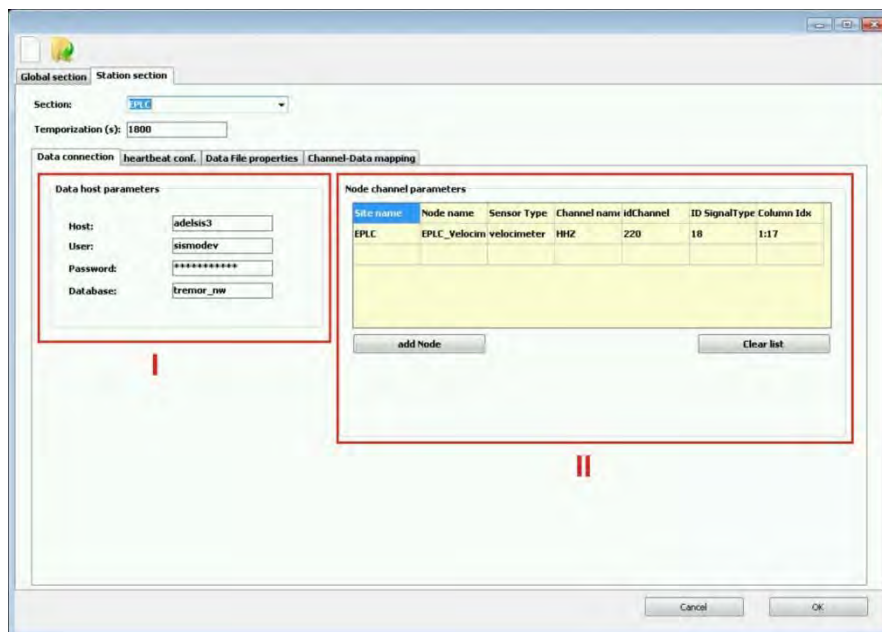 Global section Station section
Section: EPLC
Temporization (s): 1800
Data connection heartbeat conf. Data File properties Channel-Data mapping
Data host parameters
Host: adelsis3
User: sismodev
Password: ***********
Database: tremor_nw
I
Node channel parameters
Site name Node name Sensor Type Channel name idChannel ID SignalType Column Idx
EPLC EPLC_Velocim velocimeter HHZ 220 18 1:17
add Node Clear list
II
Cancel OK